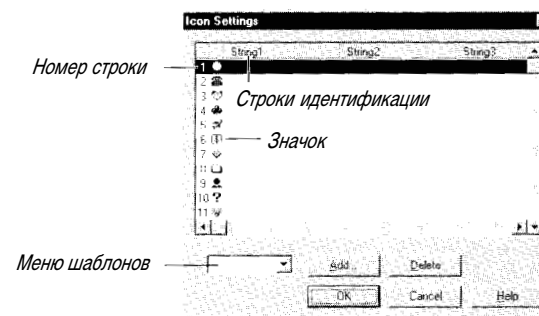 Icon Settings
String1 String2 String3
Номер строки
1
2
3
Строки идентификации
4
5
6
Значок
7
8
9
10
11
Меню шаблонов
Add... Delete
OK Cancel Help